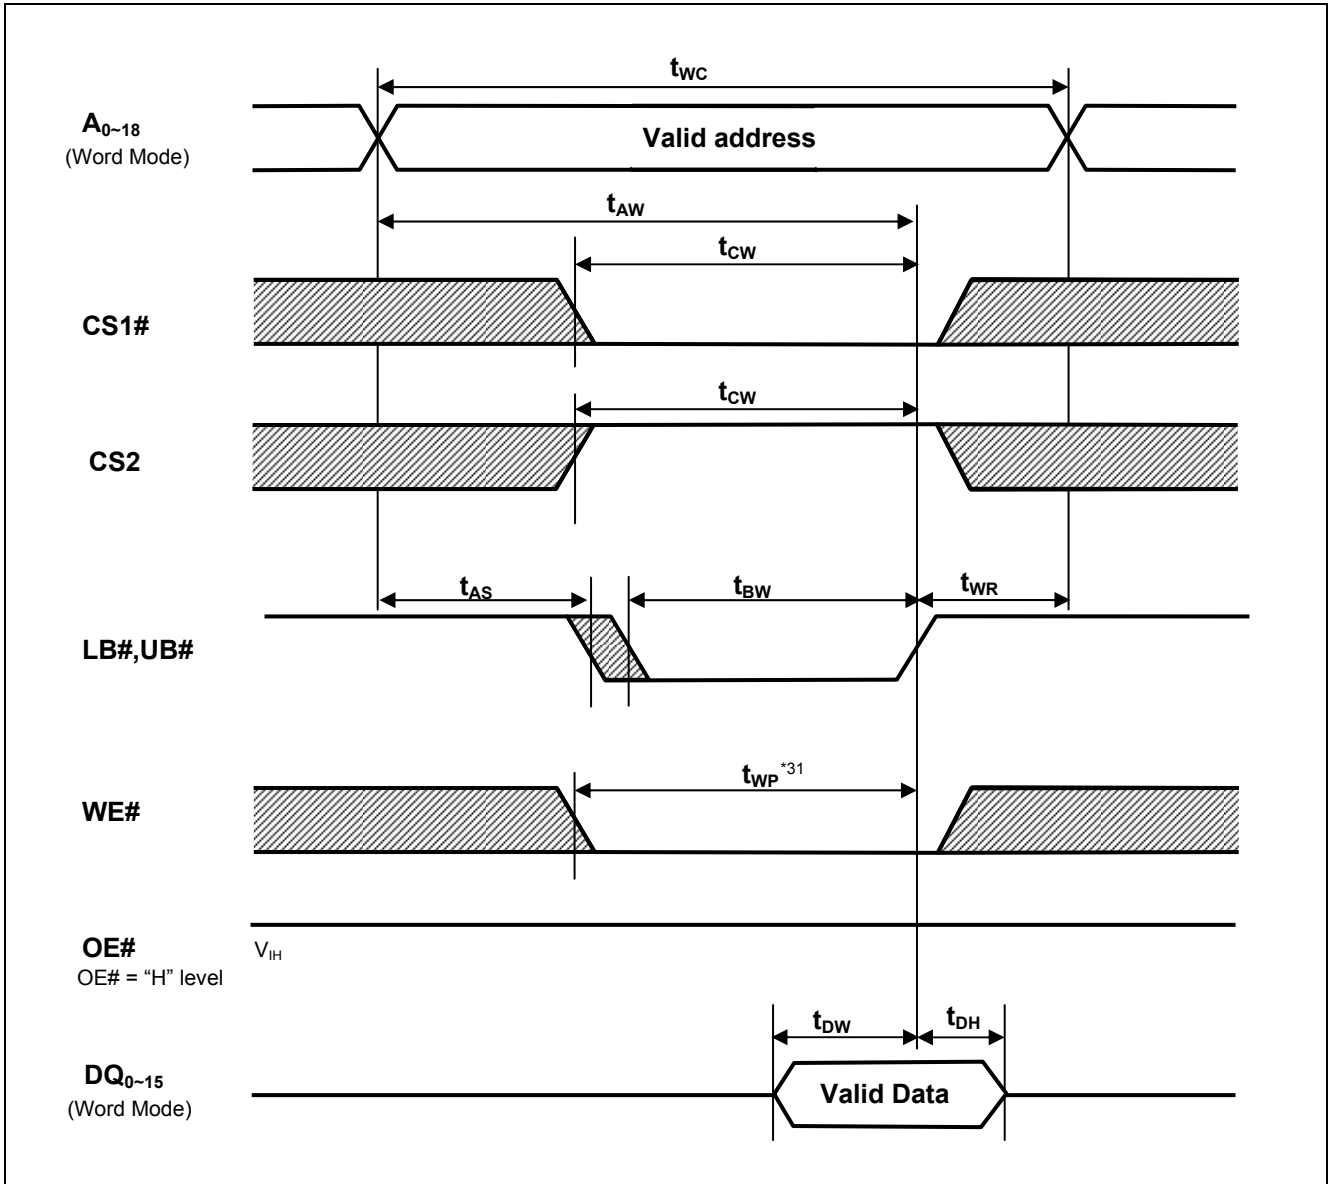 tWC
A0~18
(Word Mode)
Valid address
tAW
tCW
CS1#
tCW
CS2
tAS
tBW
tWR
LB#,UB#
tWP*31
WE#
OE#
VIH
OE# = “H” level
tDW
tDH
DQ0~15
(Word Mode)
Valid Data